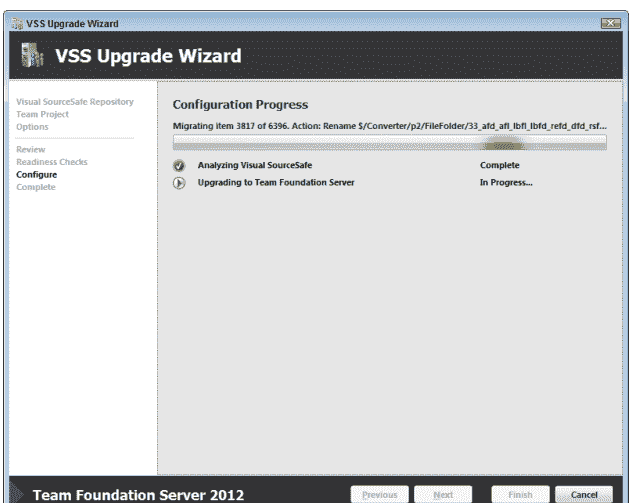 VSS Upgrade Wizard
VSS Upgrade Wizard
Visual SourceSafe Repository
Team Project
Options
Review
Readiness Checks
Configure
Complete
Configuration Progress
Migrating item 3817 of 6396. Action: Rename $/Converter/p2/FileFolder/33_afd_afl_lbfl_lbfd_refd_dfd_rsf...
Analyzing Visual SourceSafe Complete
Upgrading to Team Foundation Server In Progress...
Team Foundation Server 2012 Previous Next Finish Cancel